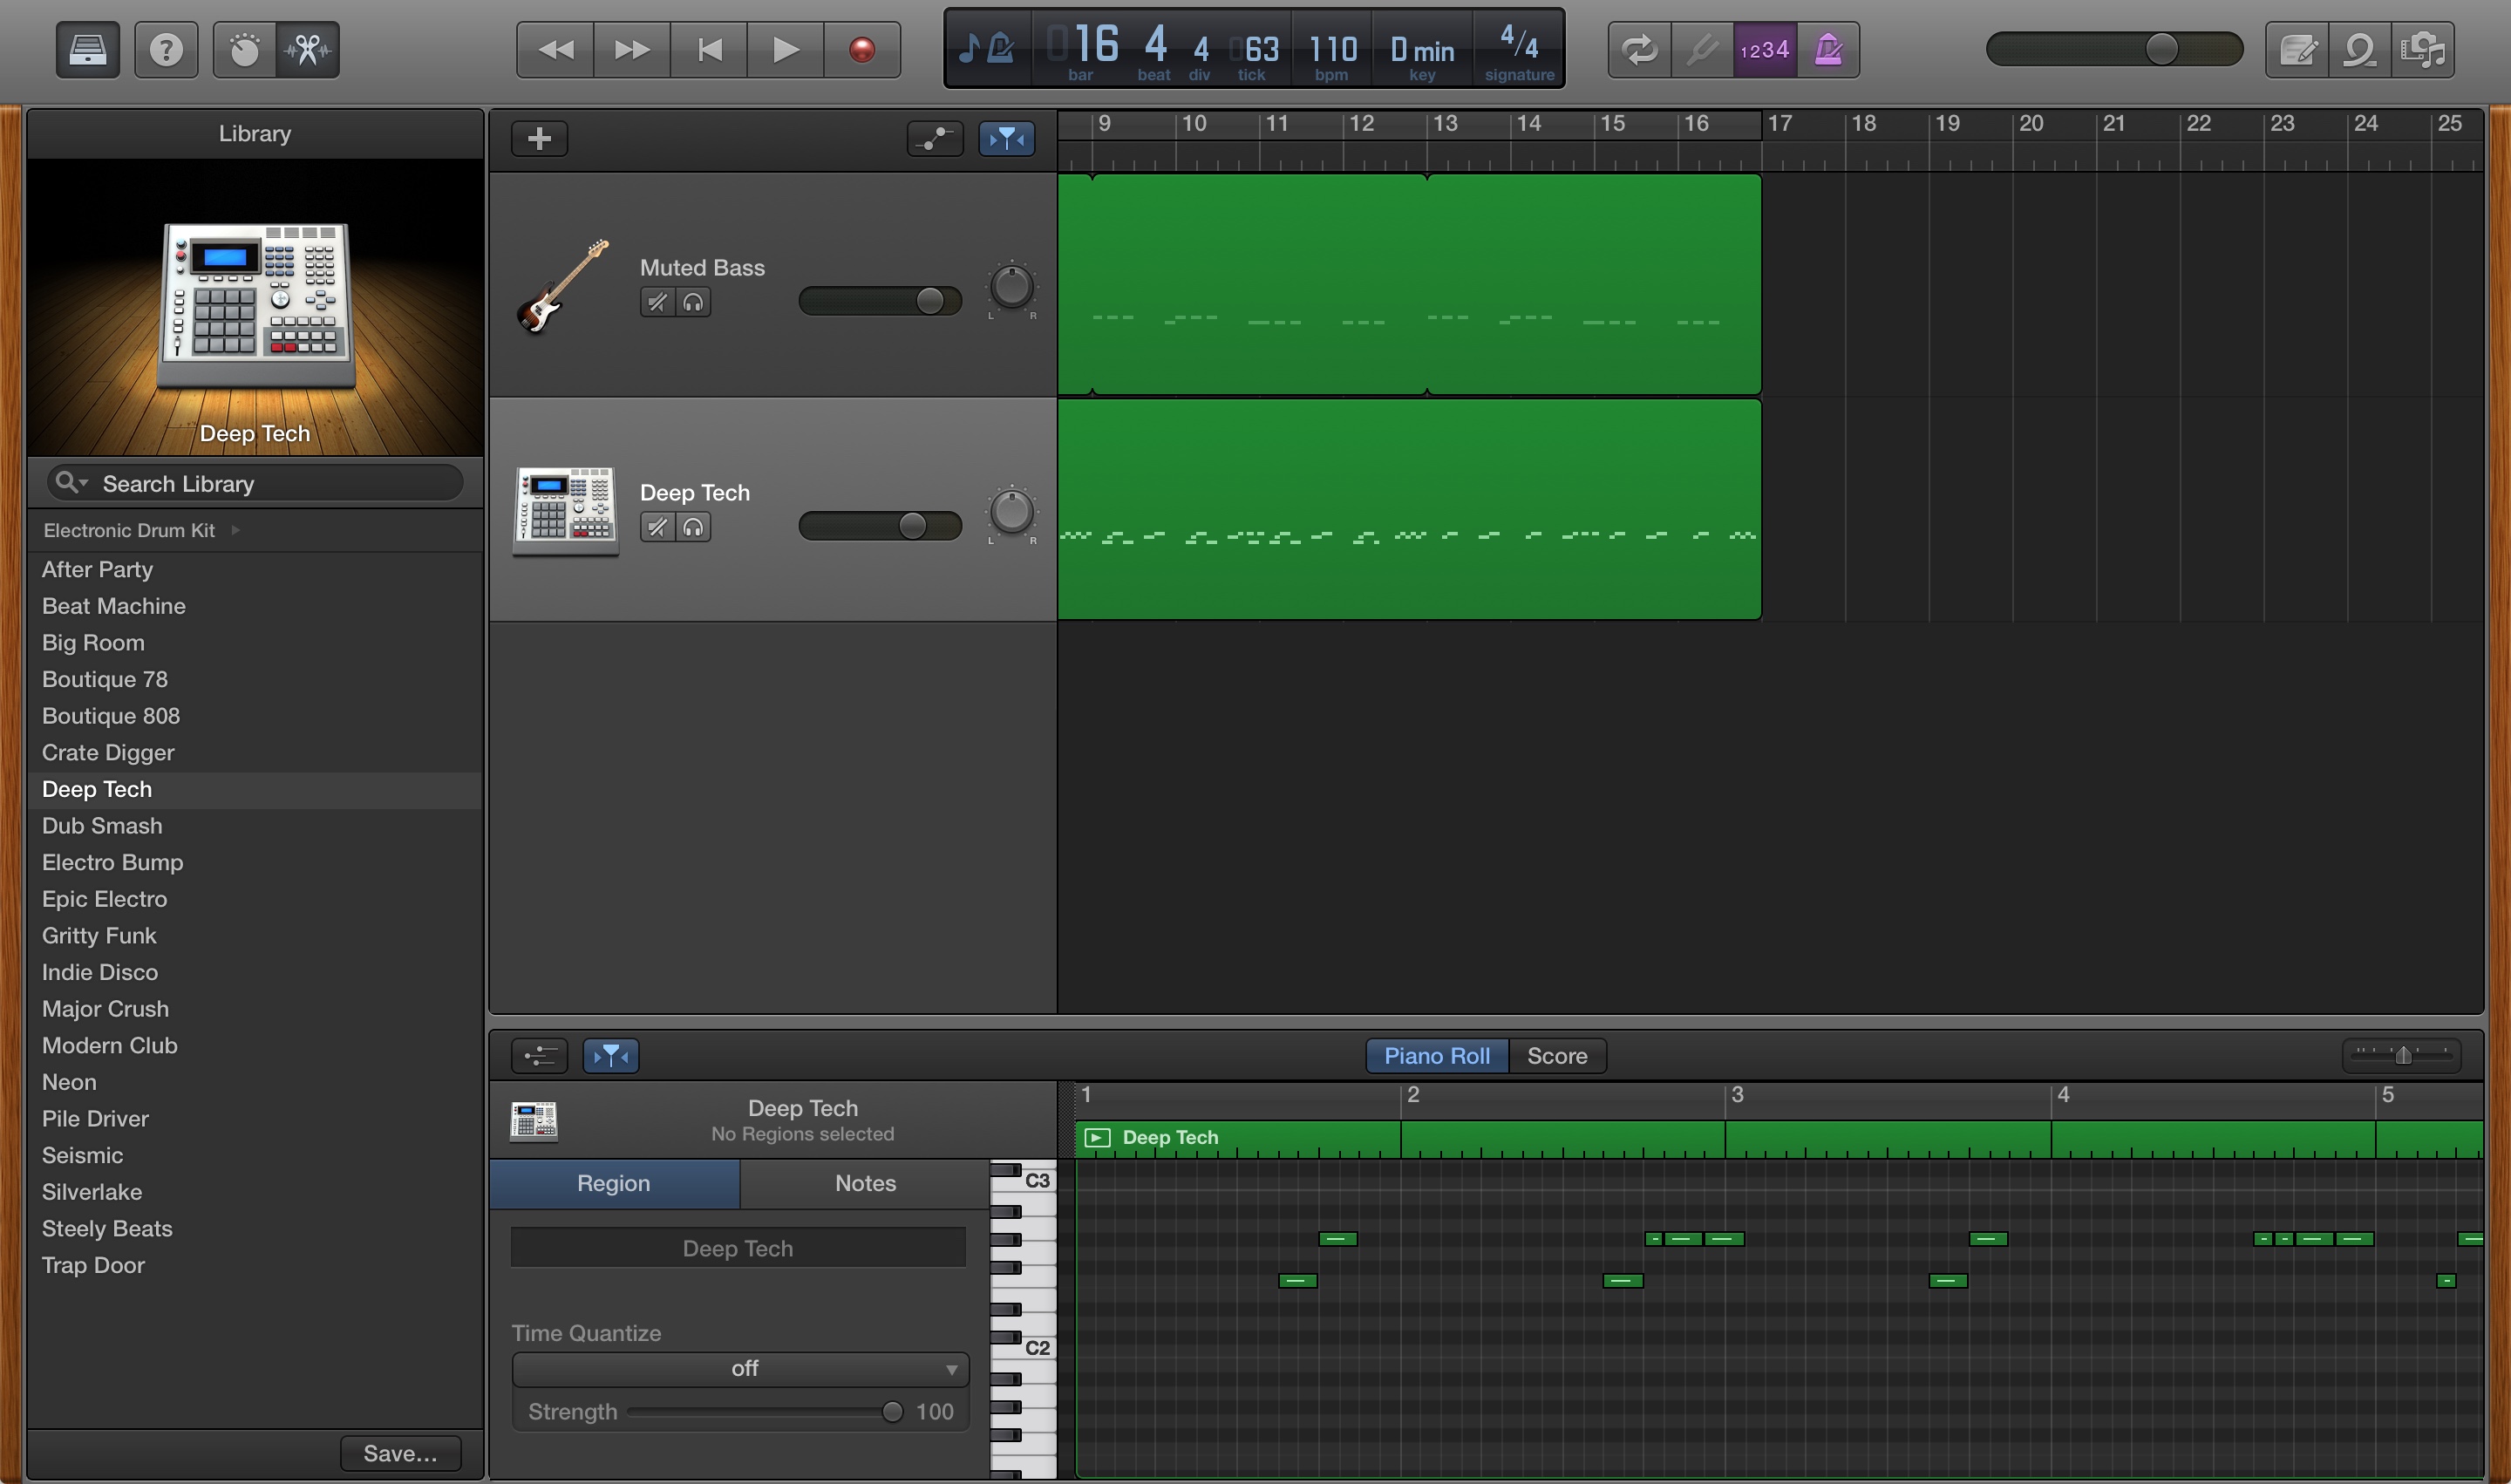 ?
016 4 4 063 110 D min 4/4
bar beat div tick bpm key signature
1234
Library
9 10 11 12 13 14 15 16 17 18 19 20 21 22 23 24 25
Deep Tech
Muted Bass
L R
Search Library
Deep Tech
L R
Electronic Drum Kit
After Party
Beat Machine
Big Room
Boutique 78
Boutique 808
Crate Digger
Deep Tech
Dub Smash
Electro Bump
Epic Electro
Gritty Funk
Indie Disco
Major Crush
Modern Club
Neon
Pile Driver
Seismic
Silverlake
Steely Beats
Trap Door
Save...
Piano Roll Score
Deep Tech
No Regions selected
1 2 3 4 5
Deep Tech
Region Notes
C3
Deep Tech
Time Quantize
C2
off
Strength 100